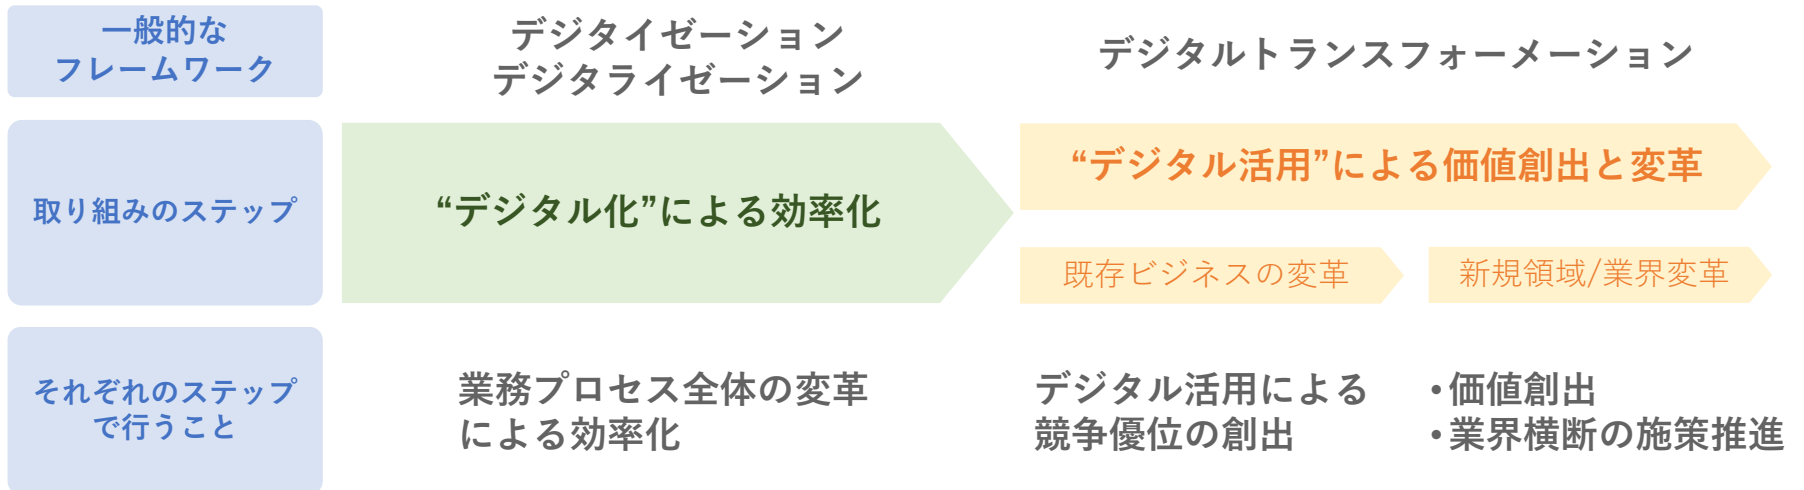 一般的な
フレームワーク
デジタイゼーション
デジタライゼーション
デジタルトランスフォーメーション
取り組みのステップ
“デジタル化”による効率化
“デジタル活用”による価値創出と変革
既存ビジネスの変革
新規領域/業界変革
それぞれのステップ
で行うこと
業務プロセス全体の変革
による効率化
デジタル活用による
競争優位の創出
・価値創出
・業界横断の施策推進